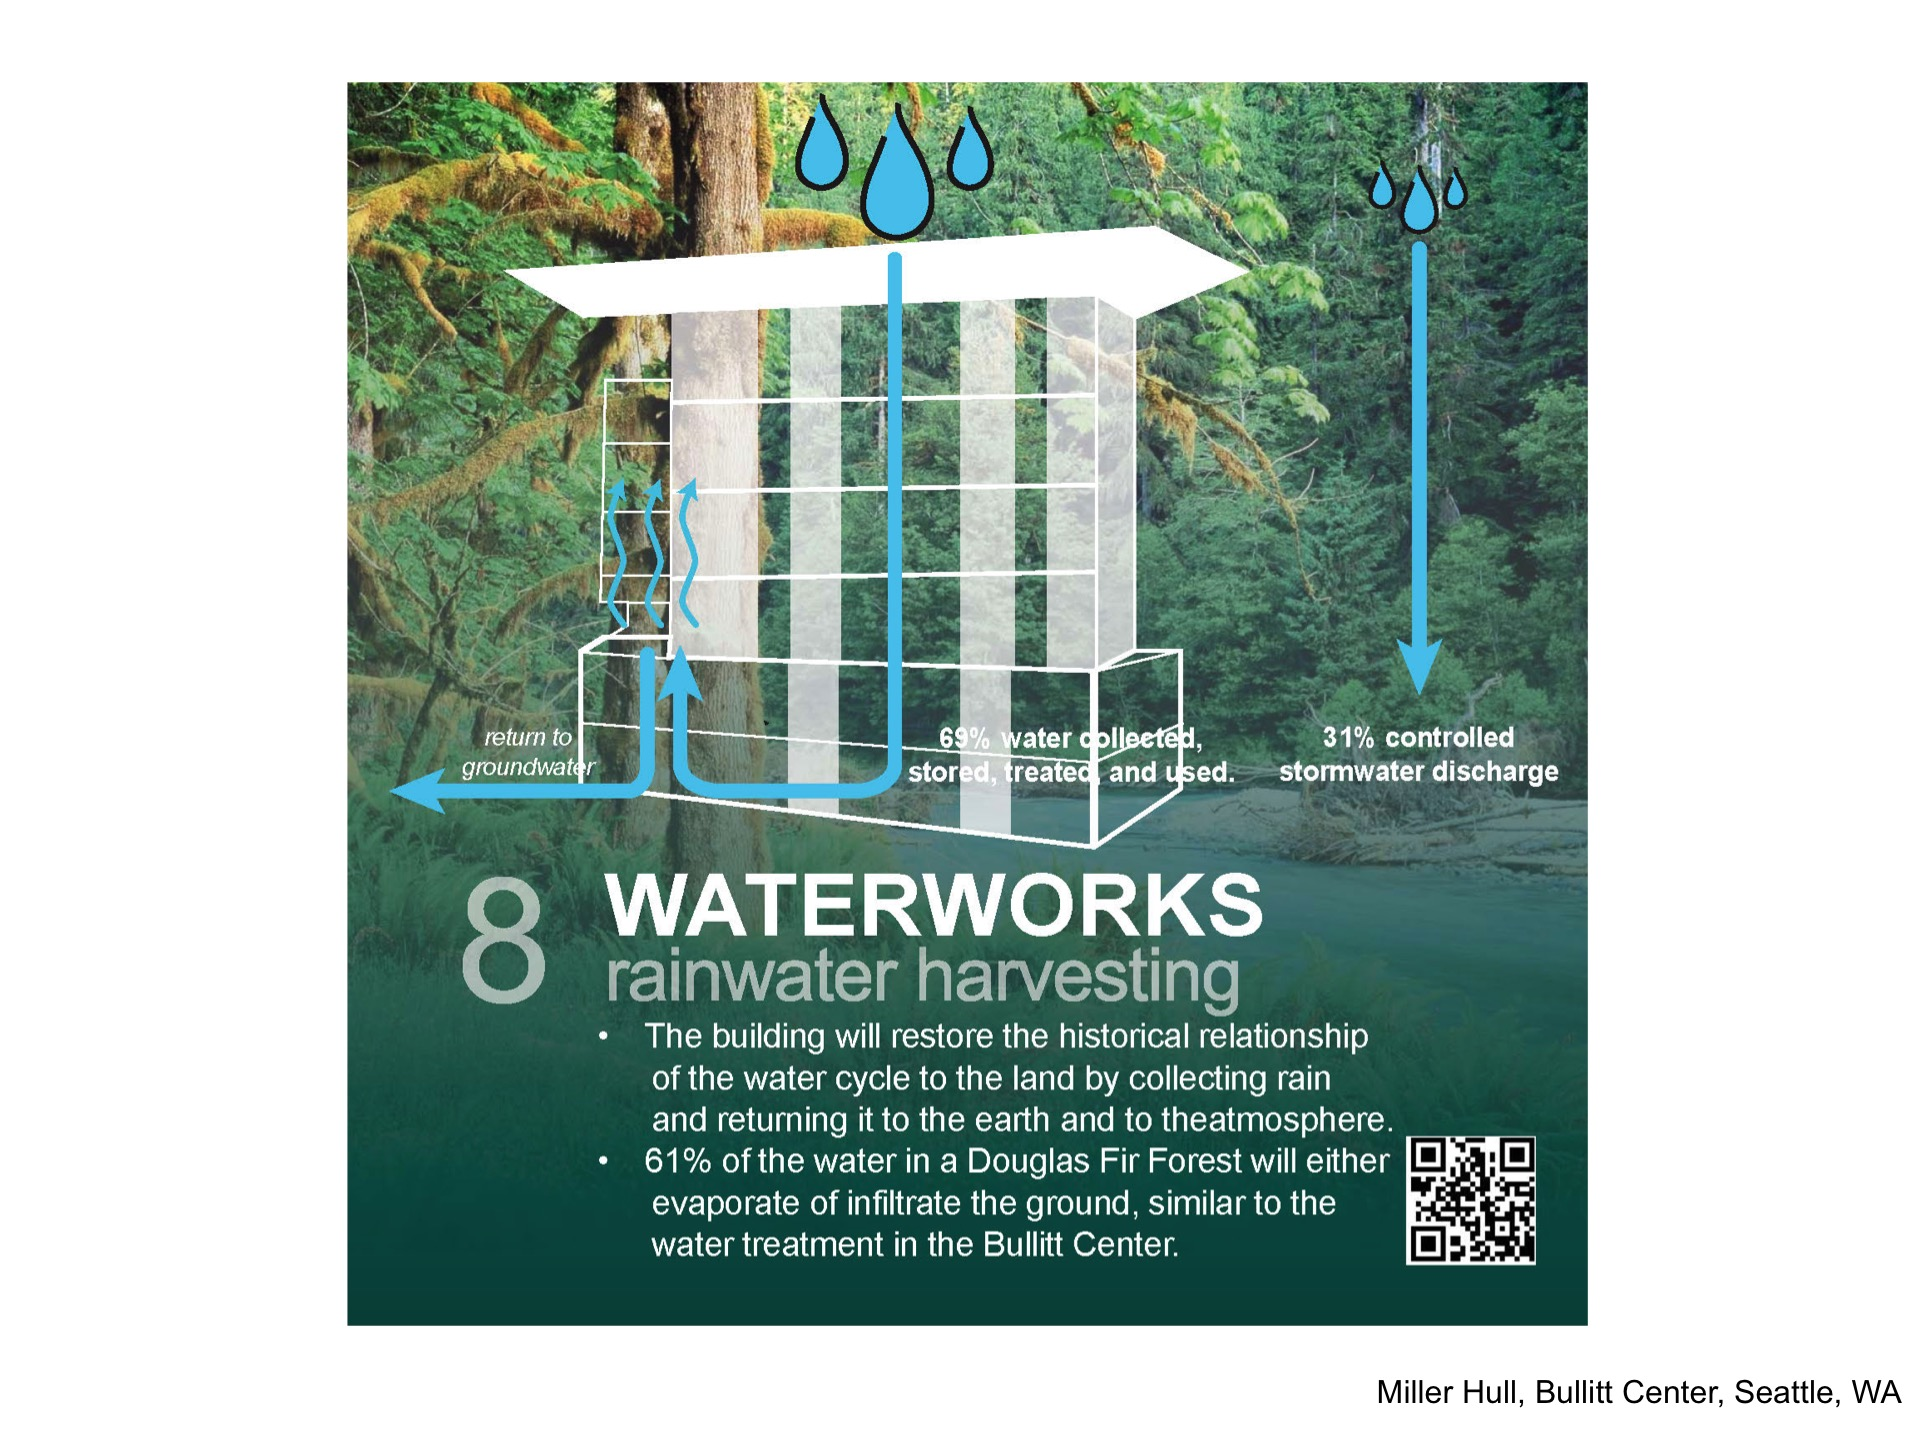 return to
groundwater
69% water collected,
stored, treated, and used.
31% controlled
stormwater discharge
8
WATERWORKS
rainwater harvesting
• The building will restore the historical relationship
of the water cycle to the land by collecting rain
and returning it to the earth and to theatmosphere.
• 61% of the water in a Douglas Fir Forest will either
evaporate of infiltrate the ground, similar to the
water treatment in the Bullitt Center.
Miller Hull, Bullitt Center, Seattle, WA